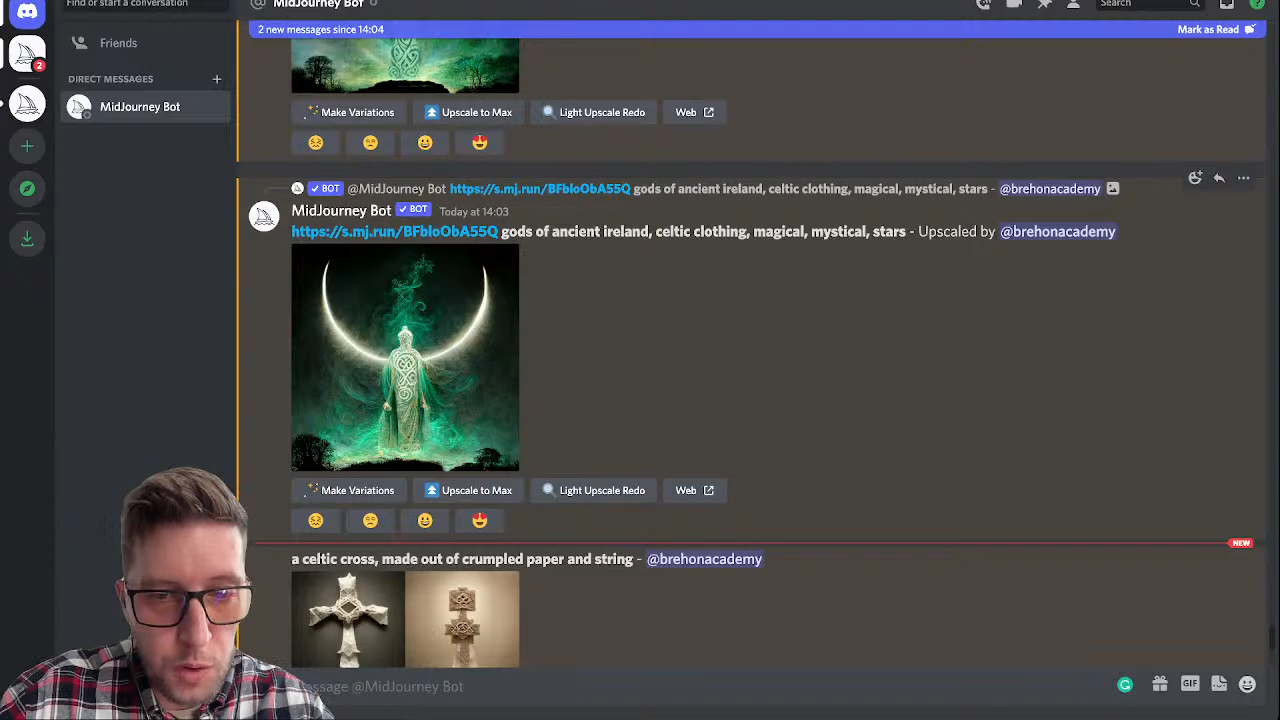 Find or start a conversation
MidJourney Bot
Search
2 new messages since 14:04
Mark as Read
2
Friends
DIRECT MESSAGES
MidJourney Bot
Make Variations
Upscale to Max
Light Upscale Redo
Web
BOT @MidJourney Bot https://s.mj.run/BFbloObA55Q gods of ancient ireland, celtic clothing, magical, mystical, stars - @brehonacademy
MidJourney Bot BOT Today at 14:03
https://s.mj.run/BFbloObA55Q gods of ancient ireland, celtic clothing, magical, mystical, stars - Upscaled by @brehonacademy
Make Variations
Upscale to Max
Light Upscale Redo
Web
NEW
a celtic cross, made out of crumpled paper and string - @brehonacademy
ssage @MidJourney Bot
GIF